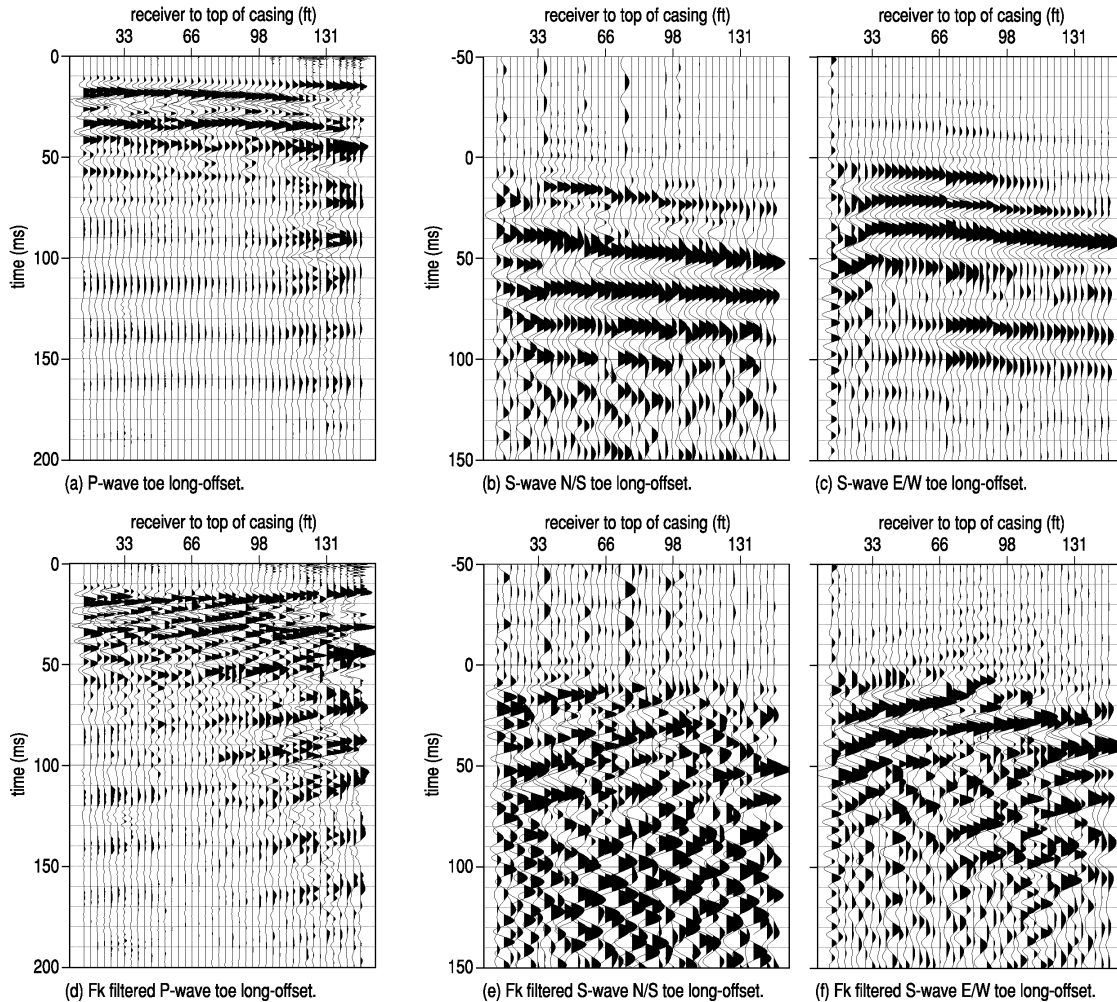 receiver to top of casing (ft)
33 66 98 131
0
50
100
150
200
time (ms)
(a) P-wave toe long-offset.
receiver to top of casing (ft)
33 66 98 131
-50
0
50
100
150
time (ms)
(b) S-wave N/S toe long-offset.
receiver to top of casing (ft)
33 66 98 131
(c) S-wave E/W toe long-offset.
receiver to top of casing (ft)
33 66 98 131
0
50
100
150
200
time (ms)
(d) Fk filtered P-wave toe long-offset.
receiver to top of casing (ft)
33 66 98 131
-50
0
50
100
150
time (ms)
(e) Fk filtered S-wave N/S toe long-offset.
receiver to top of casing (ft)
33 66 98 131
(f) Fk filtered S-wave E/W toe long-offset.